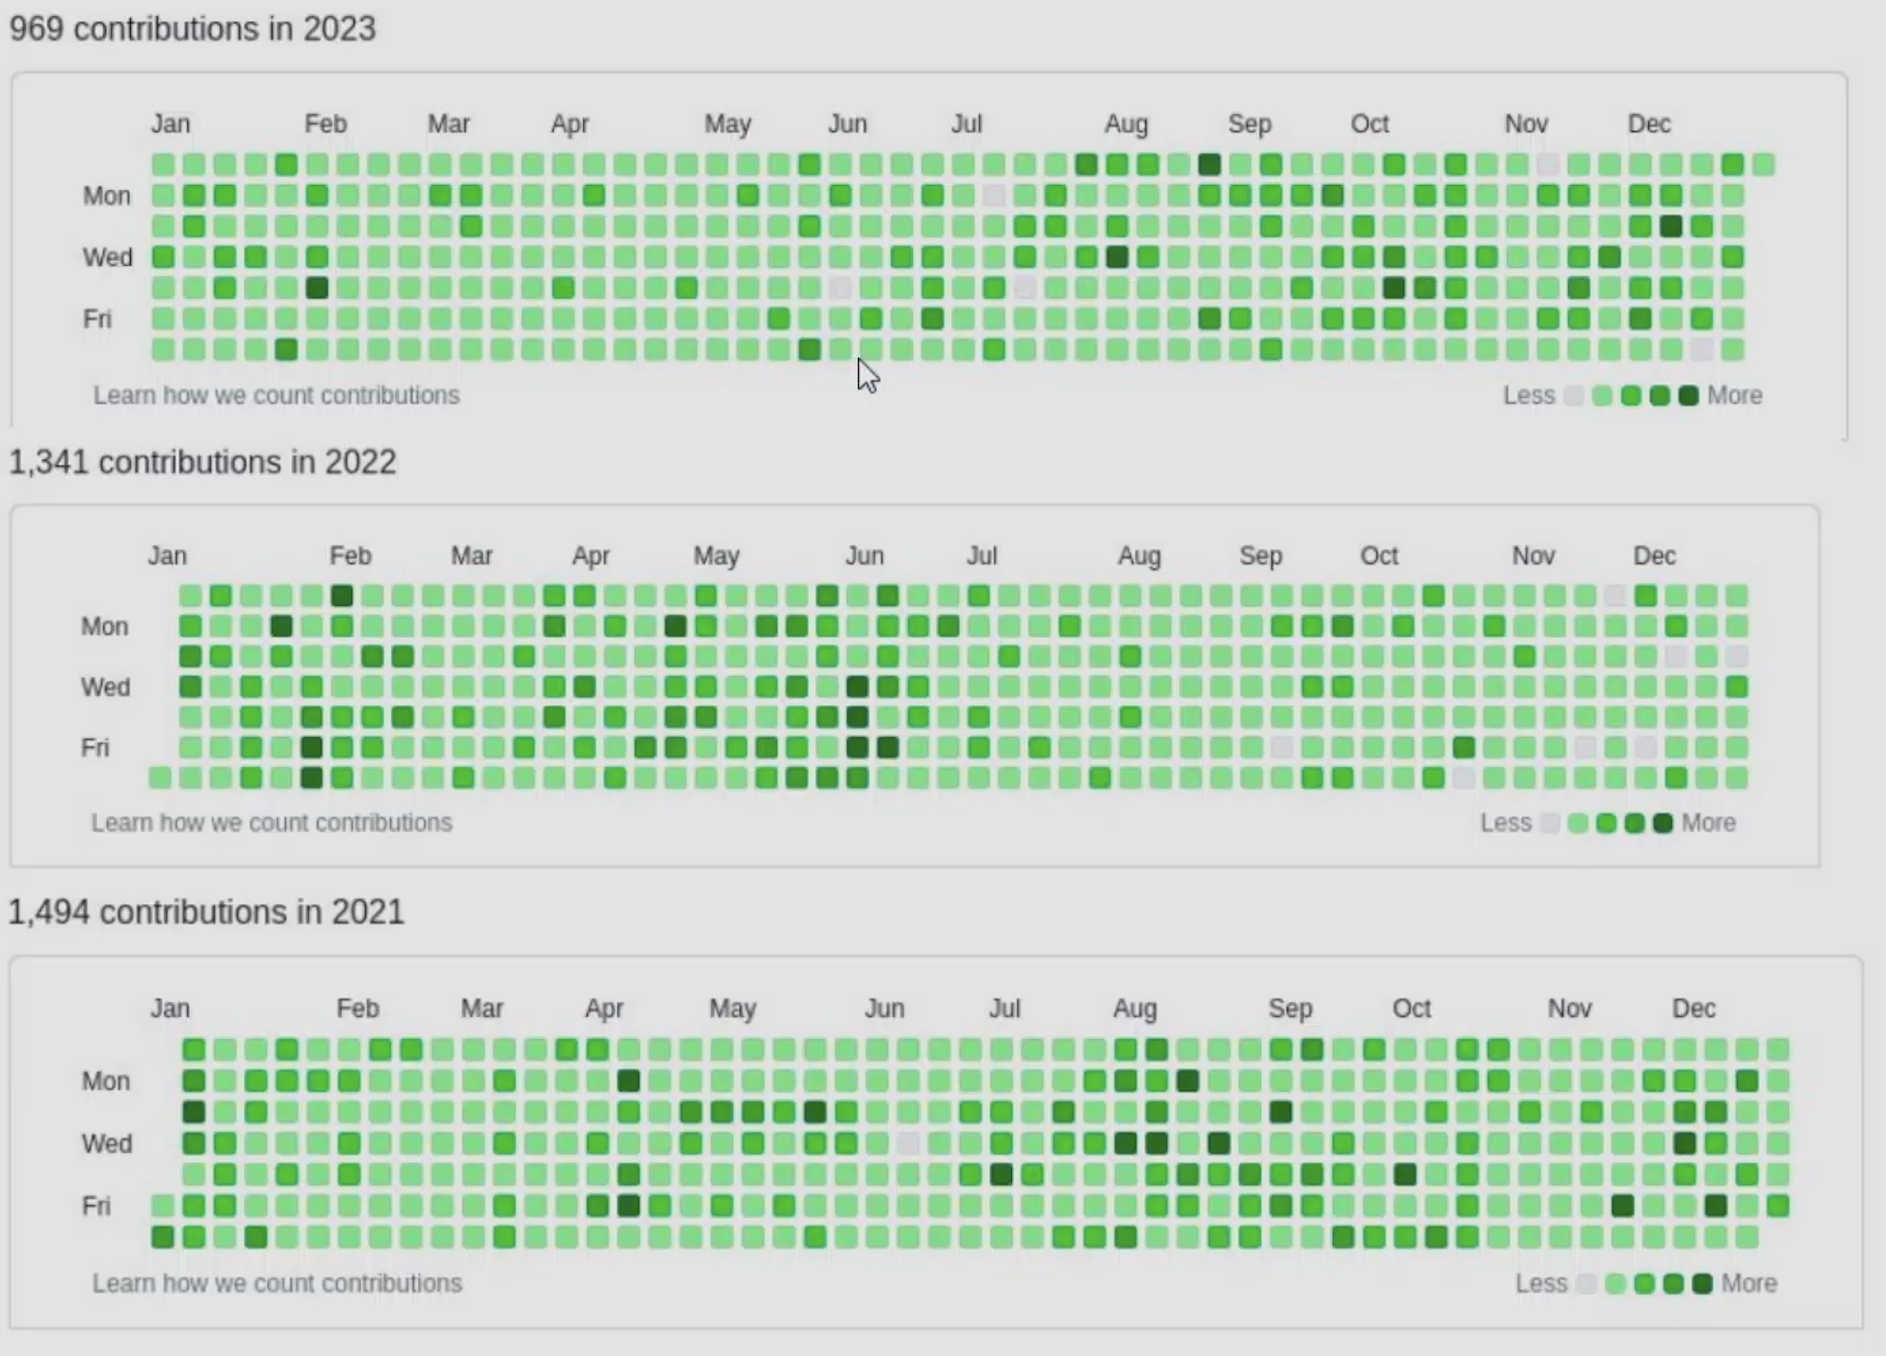 969 contributions in 2023
Jan Feb Mar Apr May Jun Jul Aug Sep Oct Nov Dec
Mon
Wed
Fri
Learn how we count contributions Less More
1,341 contributions in 2022
Jan Feb Mar Apr May Jun Jul Aug Sep Oct Nov Dec
Mon
Wed
Fri
Learn how we count contributions Less More
1,494 contributions in 2021
Jan Feb Mar Apr May Jun Jul Aug Sep Oct Nov Dec
Mon
Wed
Fri
Learn how we count contributions Less More